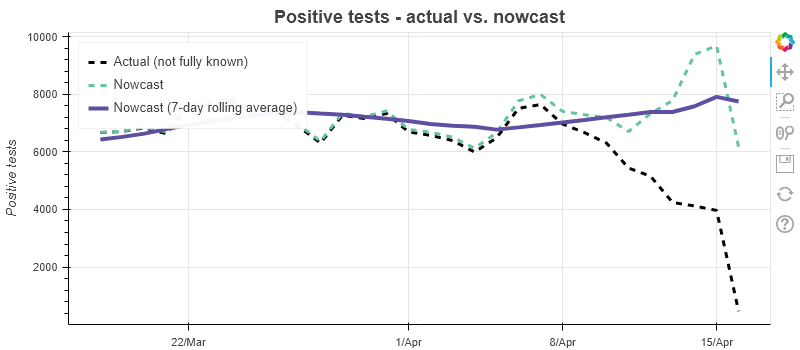 Positive tests - actual vs. nowcast
10000
8000
6000
4000
2000
Positive tests
Actual (not fully known)
Nowcast
Nowcast (7-day rolling average)
22/Mar
1/Apr
8/Apr
15/Apr